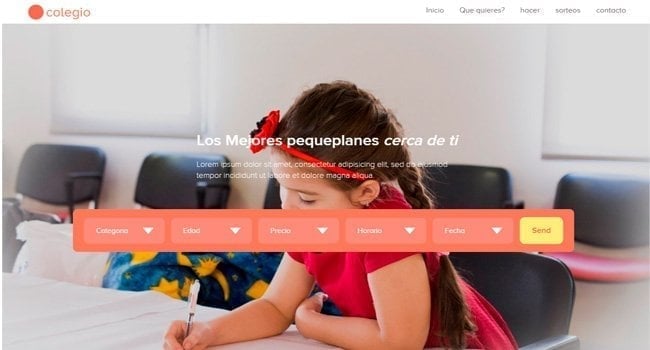 colegio
Inicio Que quieres? hacer sorteos contacto
Los Mejores pequeplanes cerca de ti
Lorem ipsum dolor sit amet, consectetur adipisicing elit, sed do eiusmod
tempor incididunt ut labore et dolore magna aliqua.
Categoria Edad Precio Horario Fecha Send